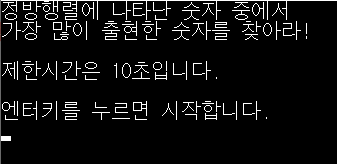 정방행렬에 나타난 숫자 중에서
가장 많이 출현한 숫자를 찾아라!
제한시간은 10초입니다.
엔터키를 누르면 시작합니다.